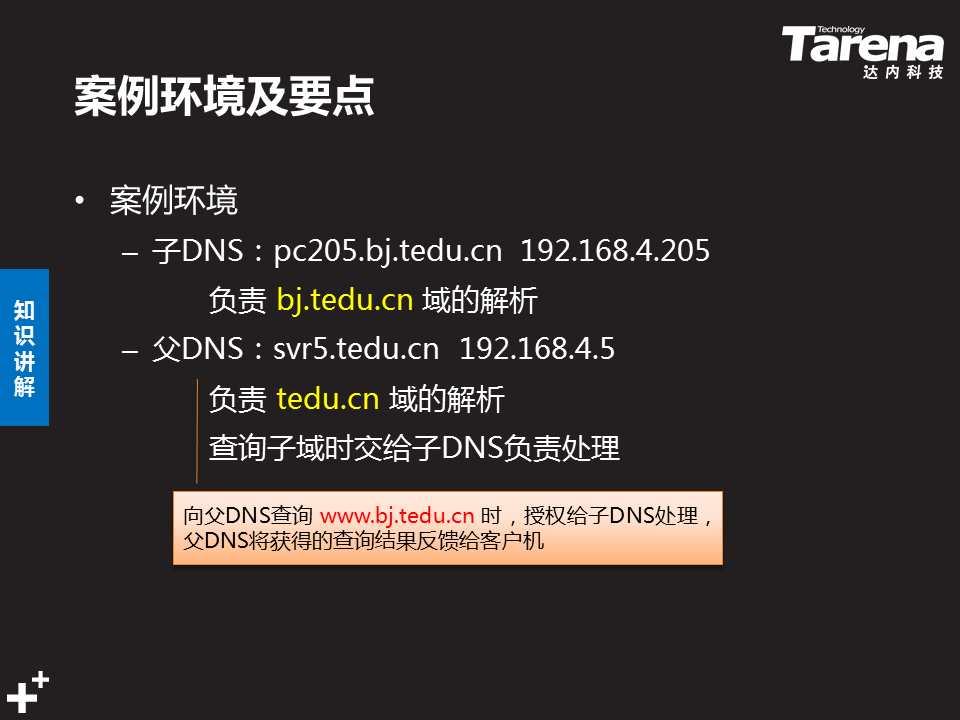 Technology
Tarena
达内科技
案例环境及要点
• 案例环境
– 子DNS：pc205.bj.tedu.cn 192.168.4.205
负责 bj.tedu.cn 域的解析
– 父DNS：svr5.tedu.cn 192.168.4.5
负责 tedu.cn 域的解析
查询子域时交给子DNS负责处理
知识讲解
向父DNS查询 www.bj.tedu.cn 时，授权给子DNS处理，
父DNS将获得的查询结果反馈给客户机